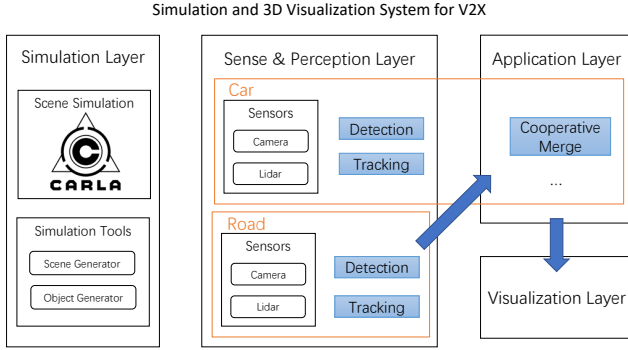 Simulation and 3D Visualization System for V2X
Simulation Layer
Scene Simulation
CARLA
Simulation Tools
Scene Generator
Object Generator
Sense & Perception Layer
Car
Sensors
Camera
Lidar
Detection
Tracking
Road
Sensors
Camera
Lidar
Detection
Tracking
Application Layer
Cooperative
Merge
...
Visualization Layer